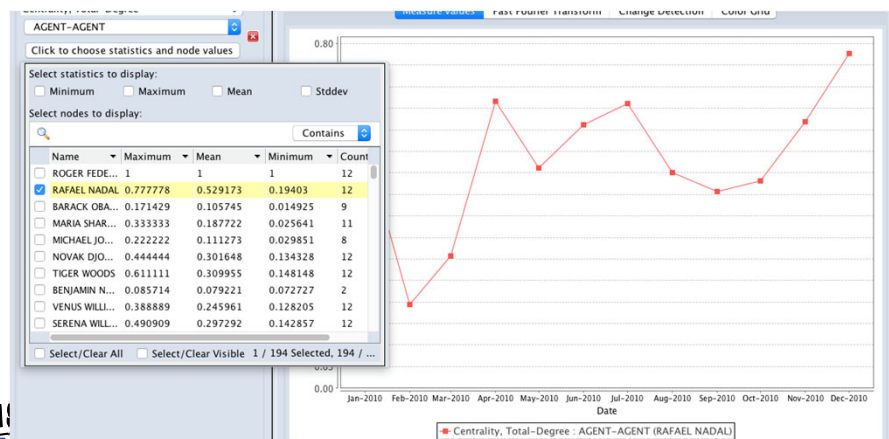 Measure Values Fast Fourier Transform Change Detection Color Grid
AGENT-AGENT
Click to choose statistics and node values
Select statistics to display:
Minimum Maximum Mean Stddev
Select nodes to display:
Contains
Name Maximum Mean Minimum Count
ROGER FEDE... 1 1 1 12
RAFAEL NADAL 0.777778 0.529173 0.19403 12
BARACK OBA... 0.171429 0.105745 0.014925 9
MARIA SHAR... 0.333333 0.187722 0.025641 11
MICHAEL JO... 0.222222 0.111273 0.029851 8
NOVAK DJO... 0.444444 0.301648 0.134328 12
TIGER WOODS 0.611111 0.309955 0.148148 12
BENJAMIN N... 0.085714 0.079221 0.072727 2
VENUS WILLI... 0.388889 0.245961 0.128205 12
SERENA WILL... 0.490909 0.297292 0.142857 12
Select/Clear All Select/Clear Visible 1 / 194 Selected, 194 / ...
0.80
0.05
0.00
Jan-2010 Feb-2010 Mar-2010 Apr-2010 May-2010 Jun-2010 Jul-2010 Aug-2010 Sep-2010 Oct-2010 Nov-2010 Dec-2010
Date
Centrality, Total-Degree : AGENT-AGENT (RAFAEL NADAL)